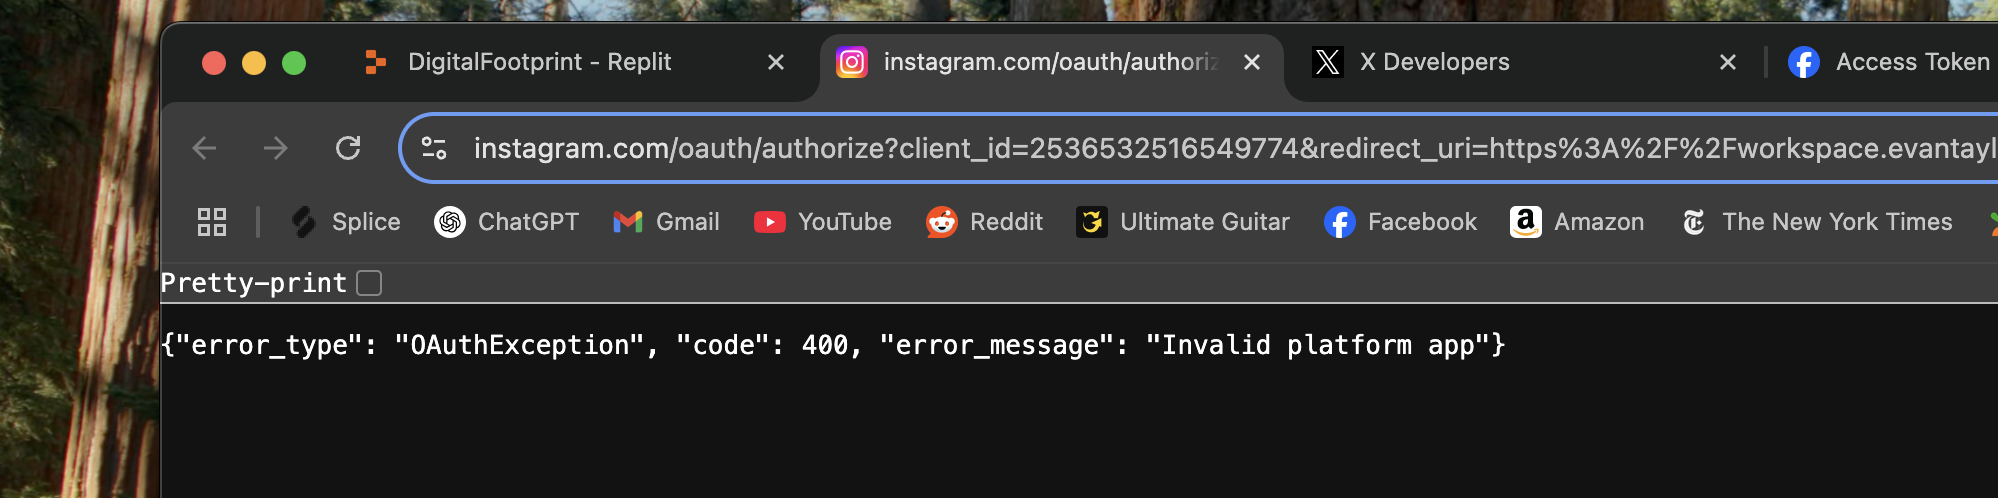 DigitalFootprint - Replit
instagram.com/oauth/authoriz
X Developers
Access Token
instagram.com/oauth/authorize?client_id=2536532516549774&redirect_uri=https%3A%2F%2Fworkspace.evantayl
Splice
ChatGPT
Gmail
YouTube
Reddit
Ultimate Guitar
Facebook
Amazon
The New York Times
Pretty-print
{"error_type": "OAuthException", "code": 400, "error_message": "Invalid platform app"}